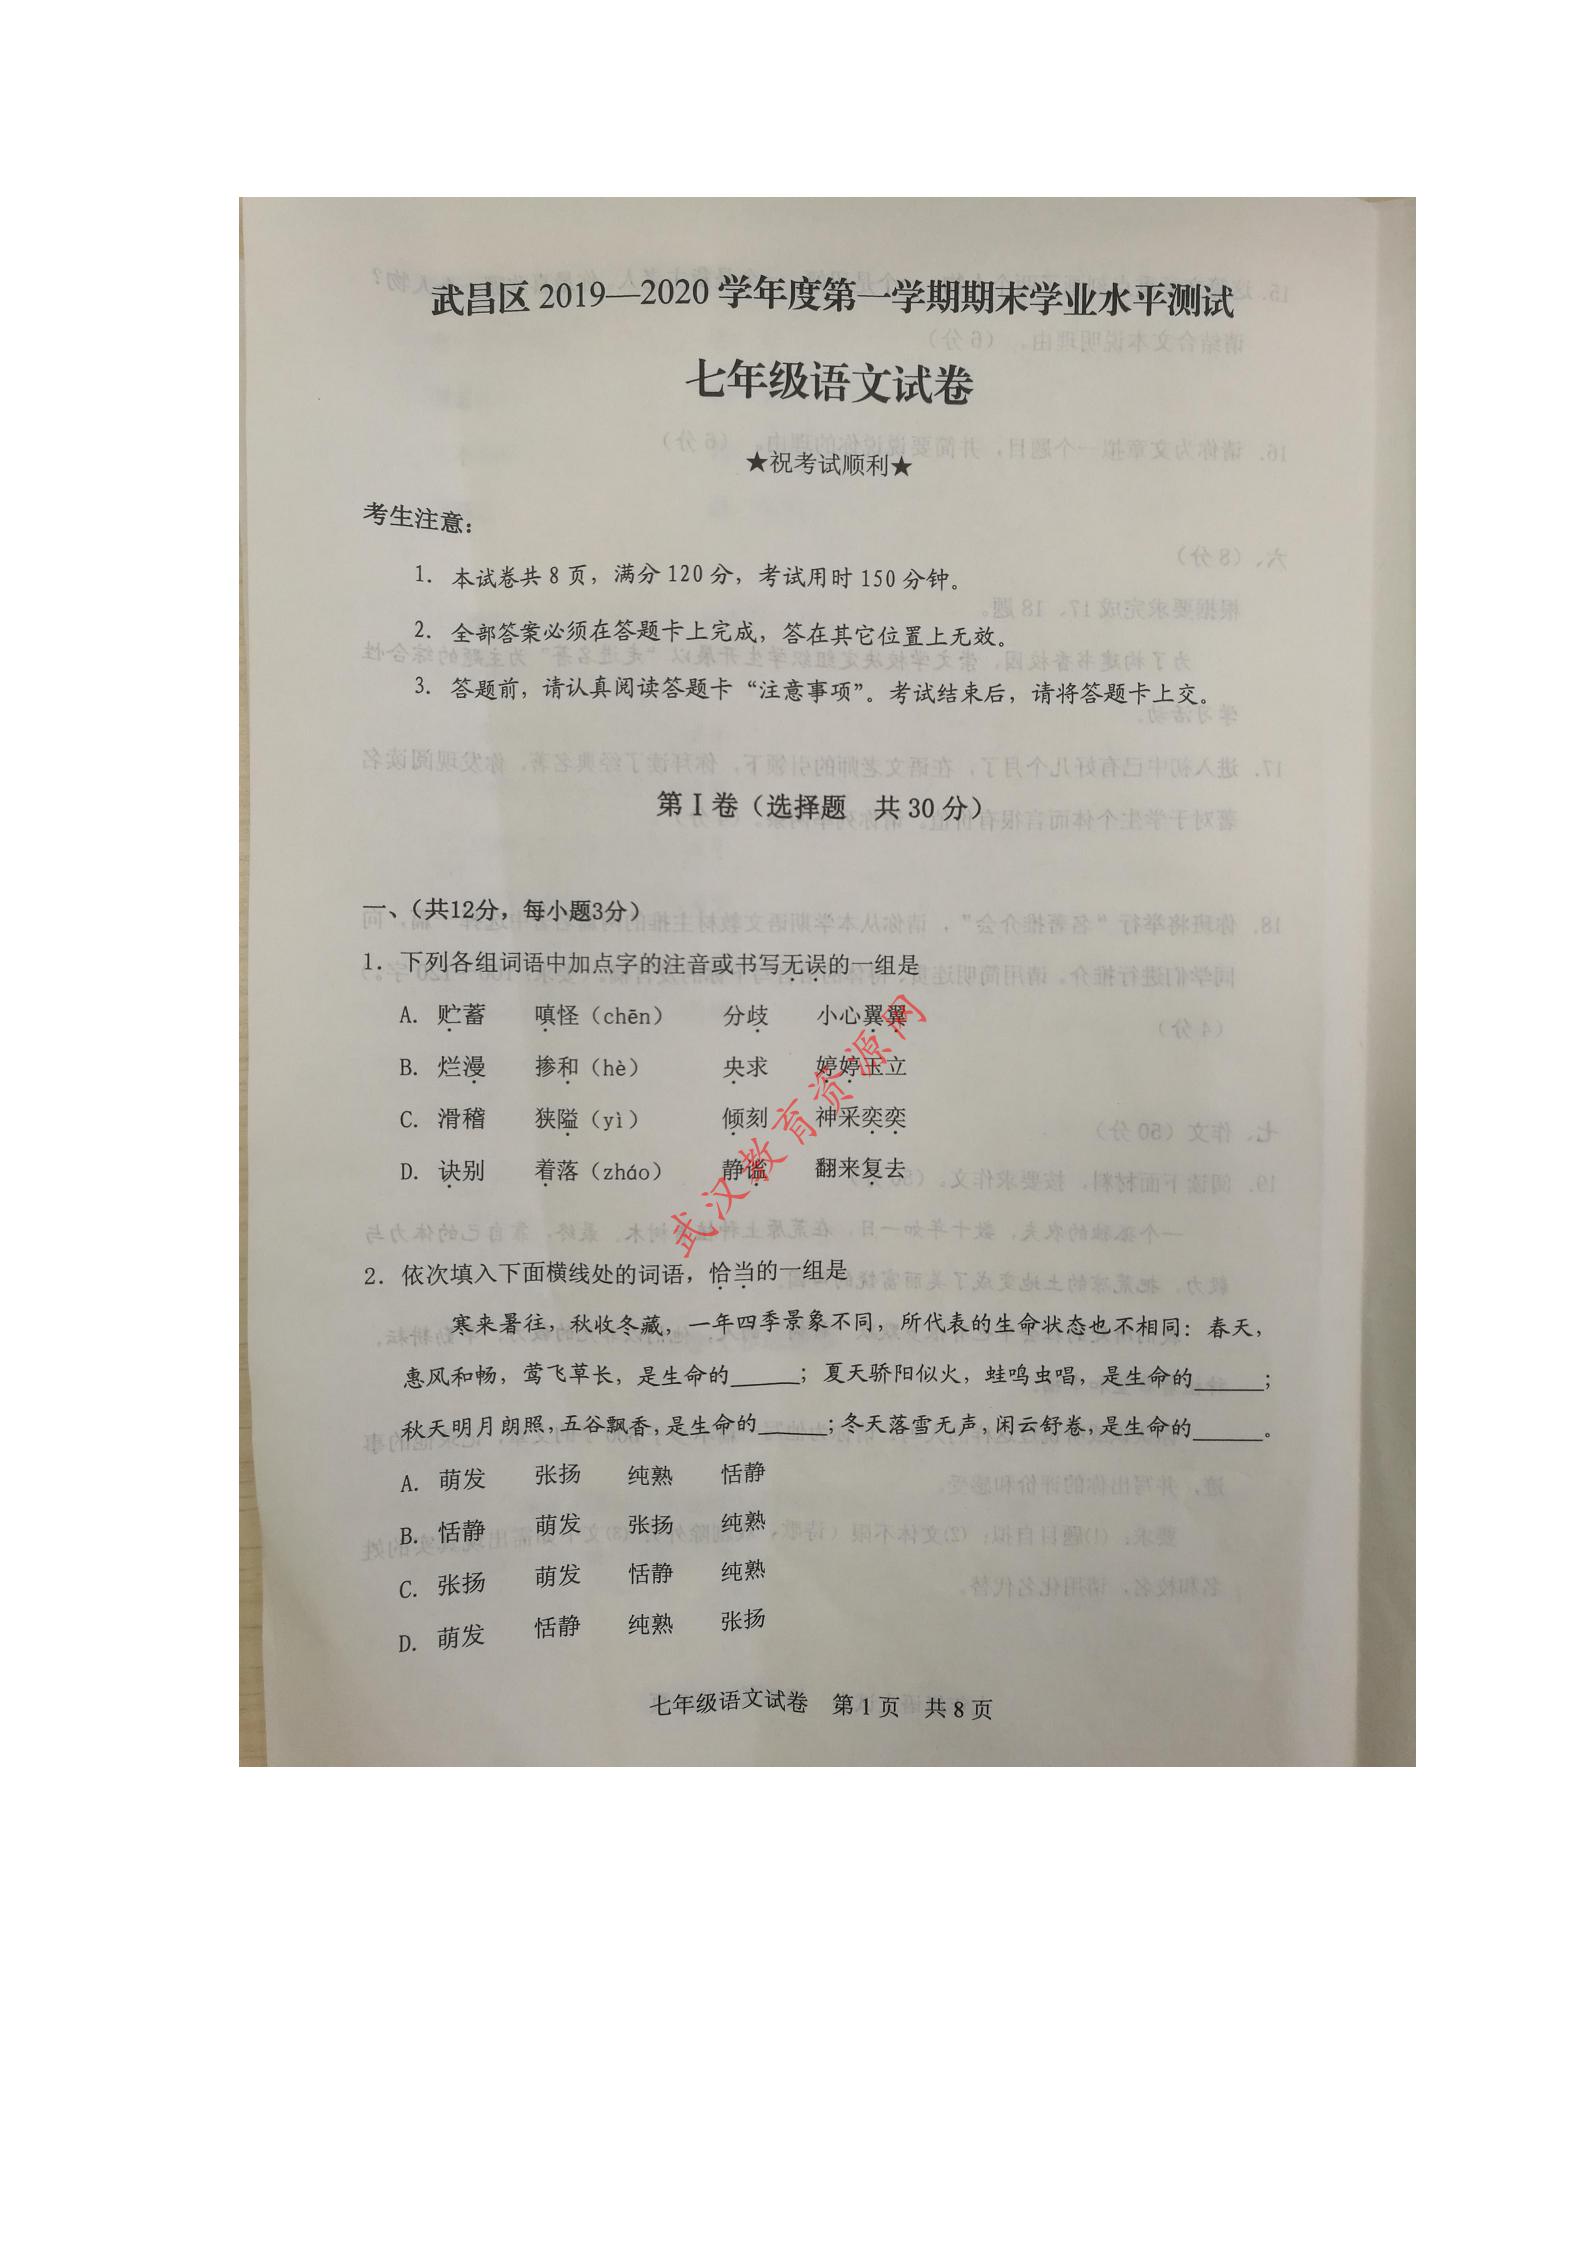 武昌区 2019—2020 学年度第一学期期末学业水平测试
七年级语文试卷
★祝考试顺利★
考生注意：
1. 本试卷共 8 页，满分 120 分，考试用时 150 分钟。
2. 全部答案必须在答题卡上完成，答在其它位置上无效。
3. 答题前，请认真阅读答题卡“注意事项”。考试结束后，请将答题卡上交。
第 I 卷（选择题 共 30 分）
一、（共12分，每小题3分）
1. 下列各组词语中加点字的注音或书写无误的一组是
A. 贮蓄 嗔怪（chēn） 分歧 小心翼翼
B. 烂漫 掺和（hè） 央求 婷婷玉立
C. 滑稽 狭隘（yì） 倾刻 神采奕奕
D. 诀别 着落（zháo） 静谧 翻来复去
武汉教育资源网
2. 依次填入下面横线处的词语，恰当的一组是
寒来暑往，秋收冬藏，一年四季景象不同，所代表的生命状态也不相同：春天，
惠风和畅，莺飞草长，是生命的______；夏天骄阳似火，蛙鸣虫唱，是生命的______；
秋天明月朗照，五谷飘香，是生命的______；冬天落雪无声，闲云舒卷，是生命的______。
A. 萌发 张扬 纯熟 恬静
B. 恬静 萌发 张扬 纯熟
C. 张扬 萌发 恬静 纯熟
D. 萌发 恬静 纯熟 张扬
七年级语文试卷 第 1 页 共 8 页